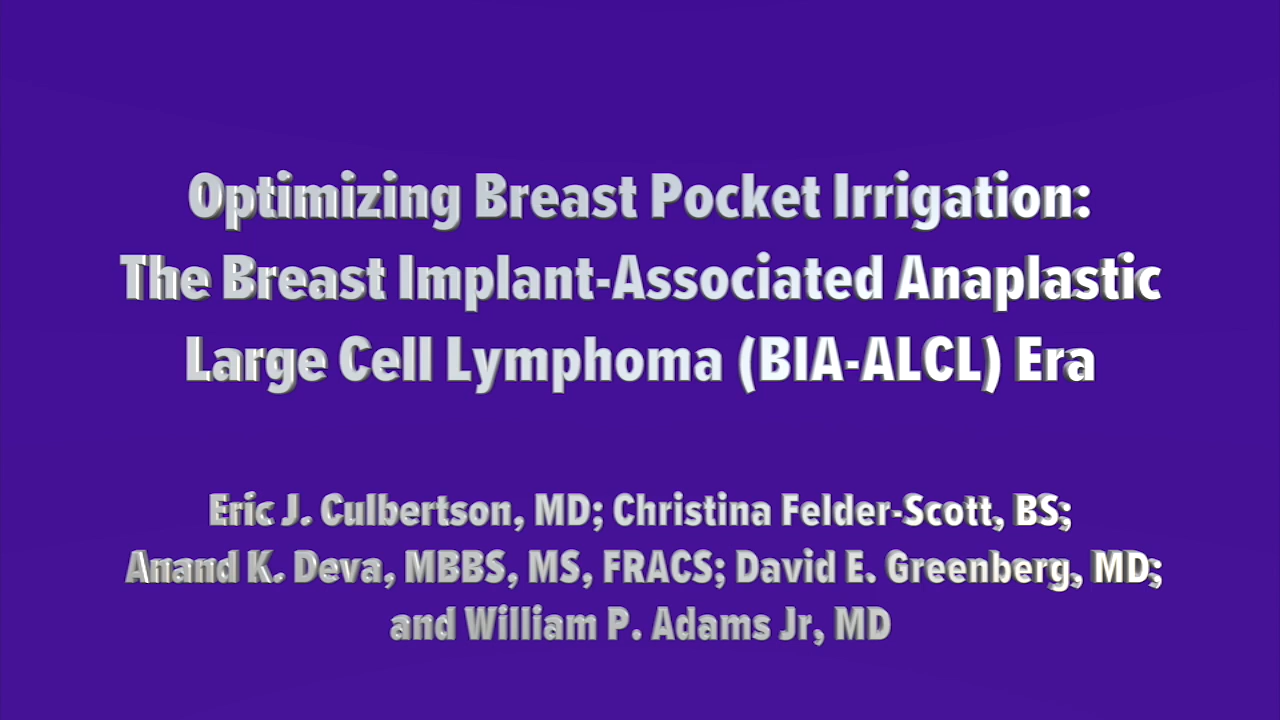 Optimizing Breast Pocket Irrigation:
The Breast Implant-Associated Anaplastic
Large Cell Lymphoma (BIA-ALCL) Era
Eric J. Culbertson, MD; Christina Felder-Scott, BS;
Anand K. Deva, MBBS, MS, FRACS; David E. Greenberg, MD;
and William P. Adams Jr, MD